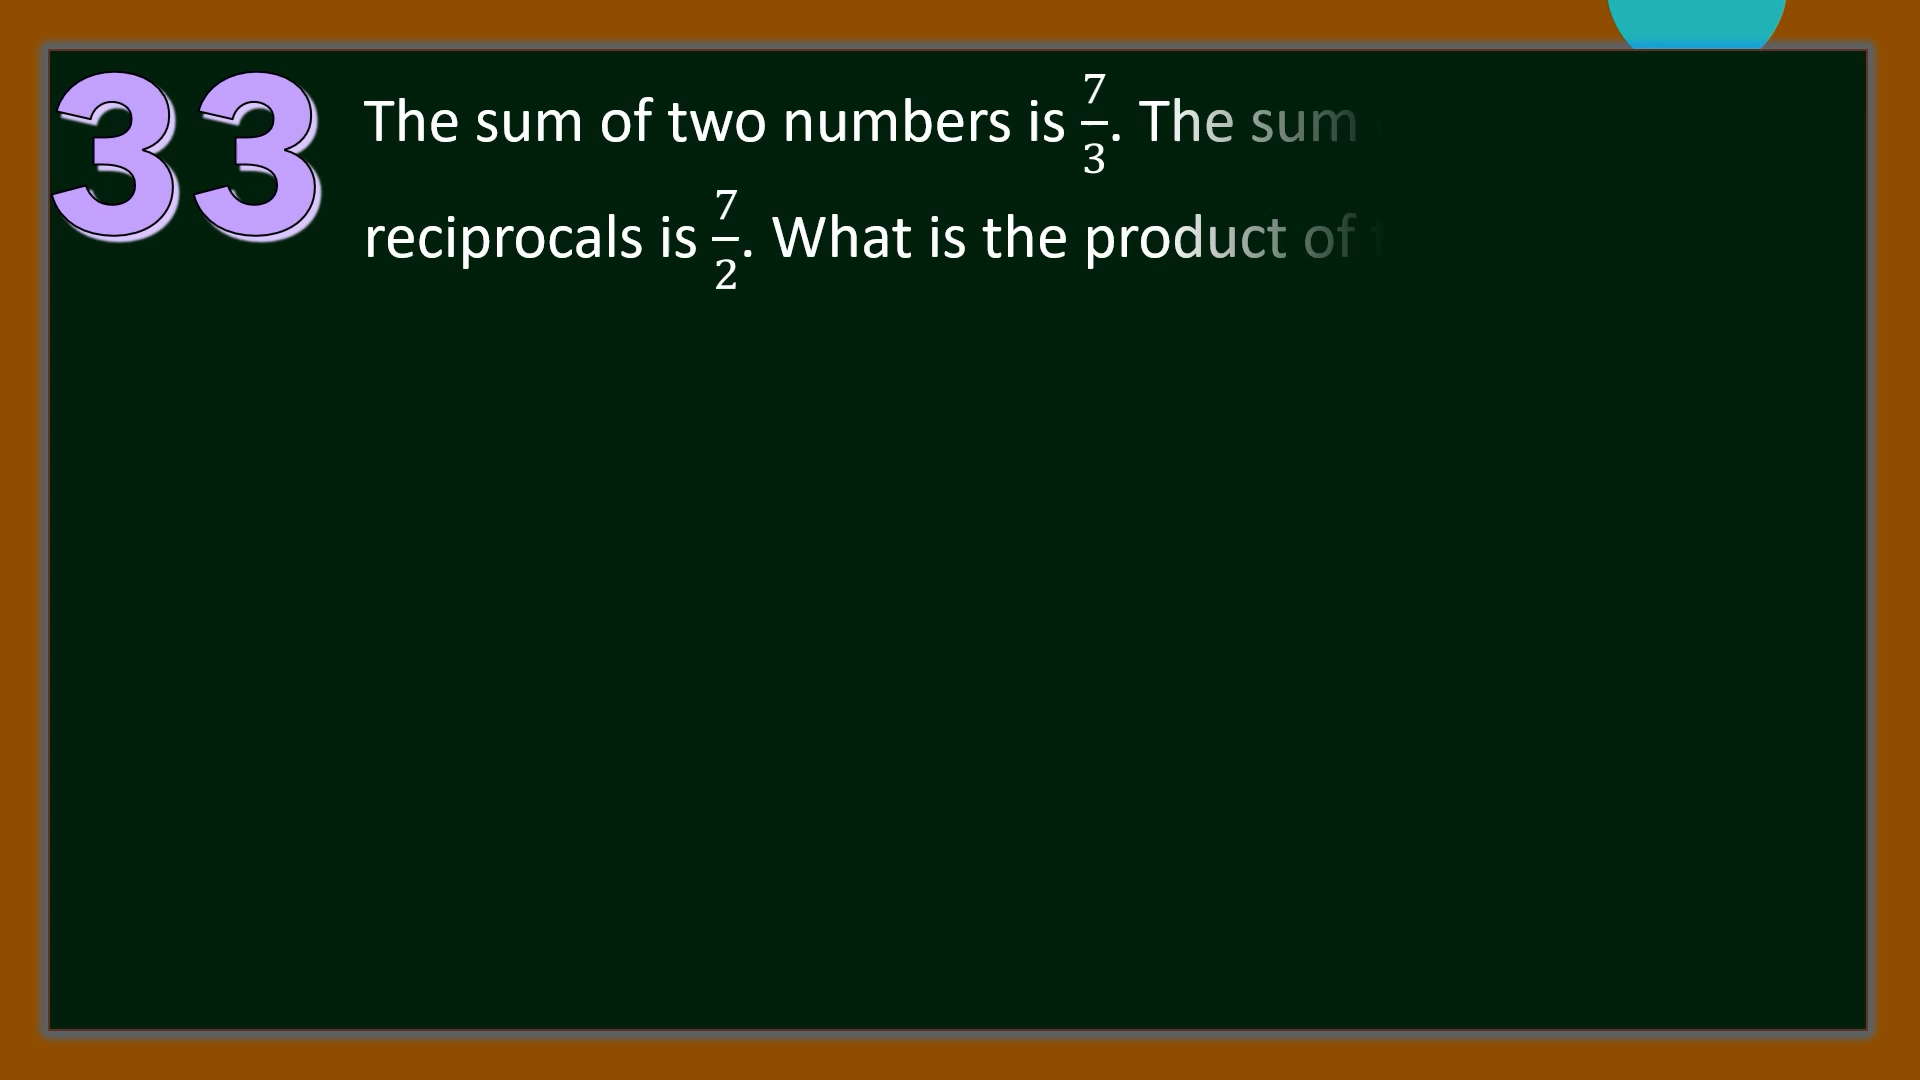 33
The sum of two numbers is 7/3. The sum
reciprocals is 7/2. What is the product of